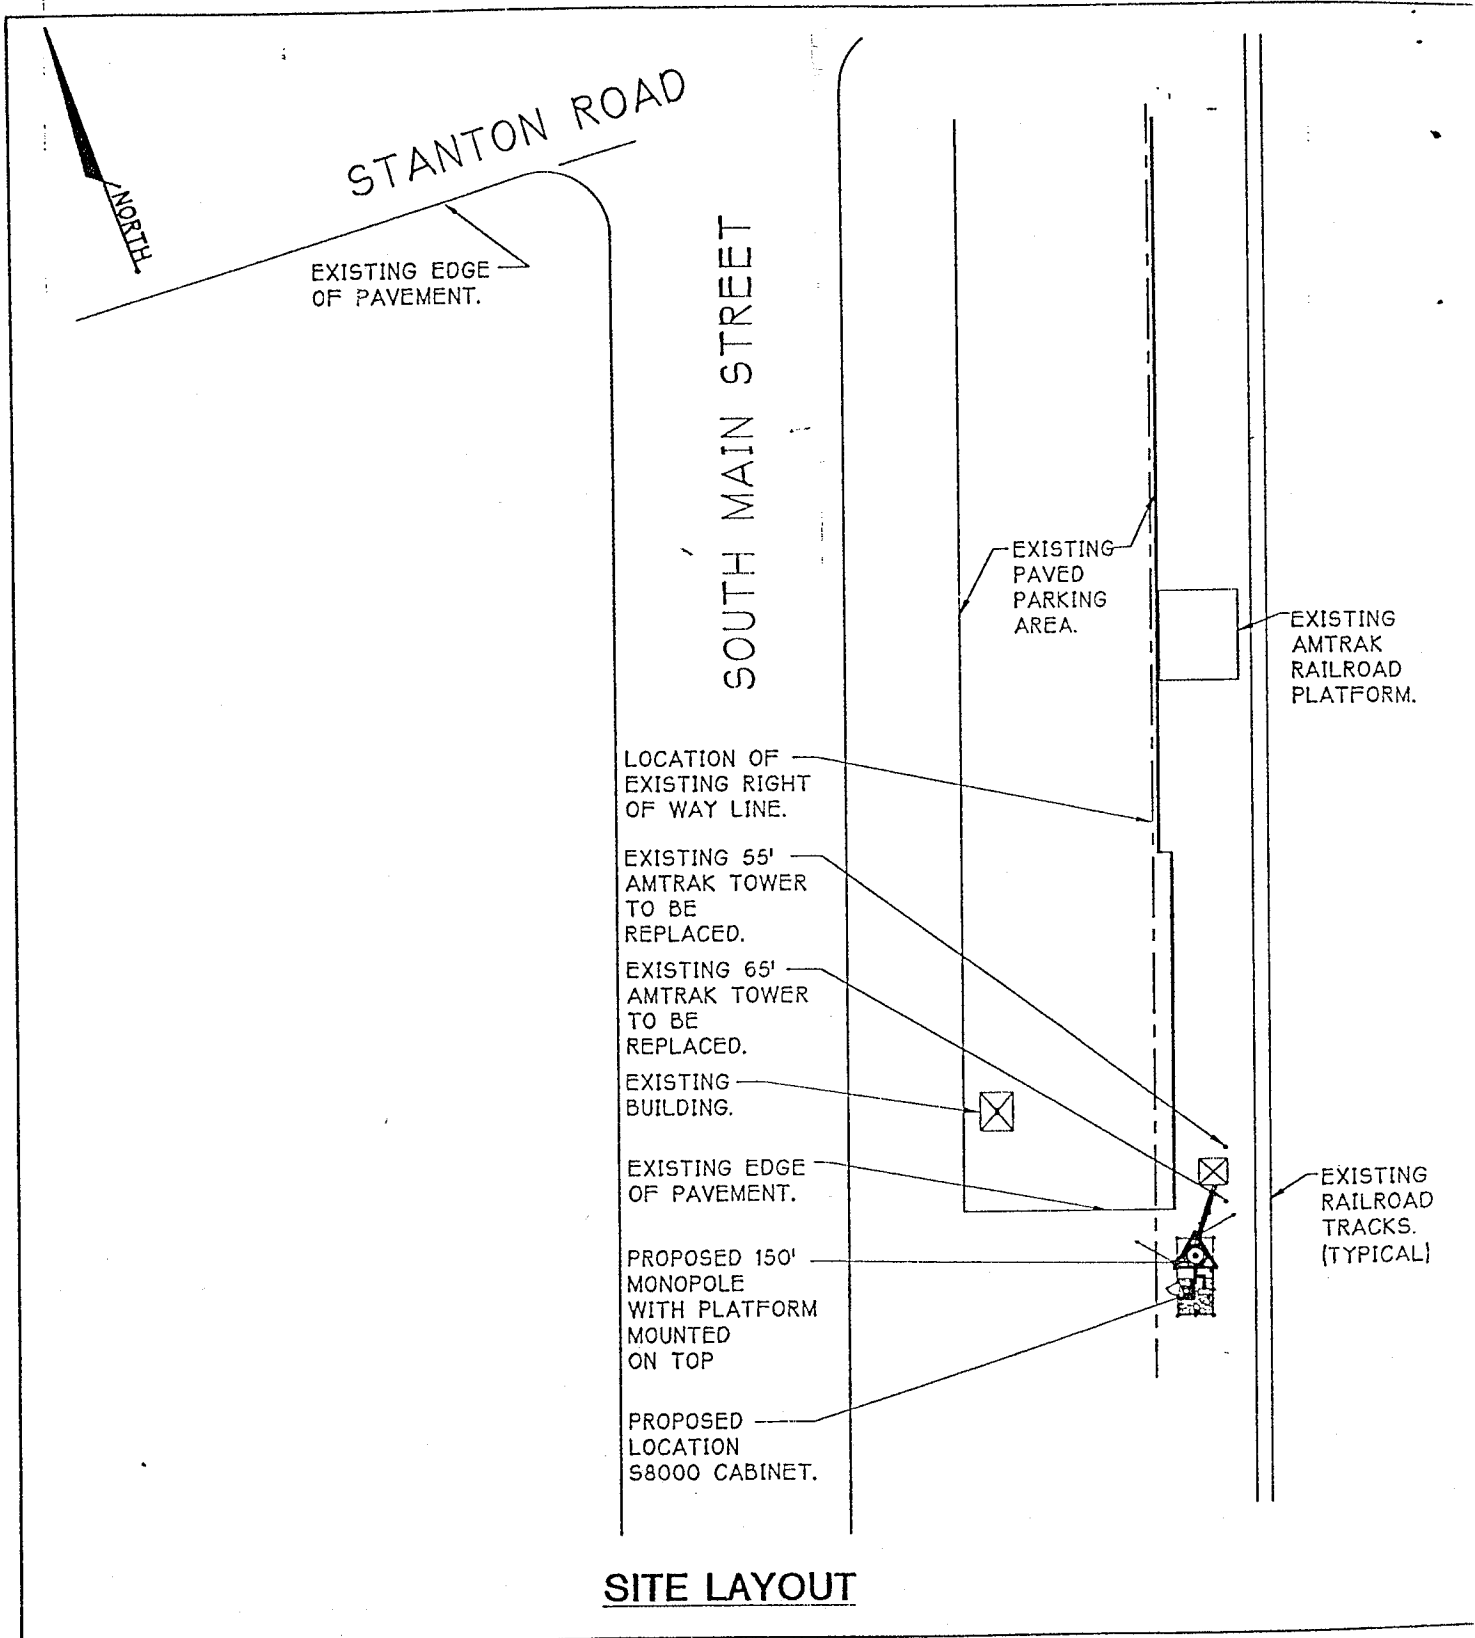 STANTON ROAD
NORTH
EXISTING EDGE
OF PAVEMENT.
SOUTH MAIN STREET
EXISTING
PAVED
PARKING
AREA.
EXISTING
AMTRAK
RAILROAD
PLATFORM.
LOCATION OF
EXISTING RIGHT
OF WAY LINE.
EXISTING 55'
AMTRAK TOWER
TO BE
REPLACED.
EXISTING 65'
AMTRAK TOWER
TO BE
REPLACED.
EXISTING
BUILDING.
EXISTING EDGE
OF PAVEMENT.
EXISTING
RAILROAD
TRACKS.
(TYPICAL)
PROPOSED 150'
MONOPOLE
WITH PLATFORM
MOUNTED
ON TOP
PROPOSED
LOCATION
S8000 CABINET.
SITE LAYOUT